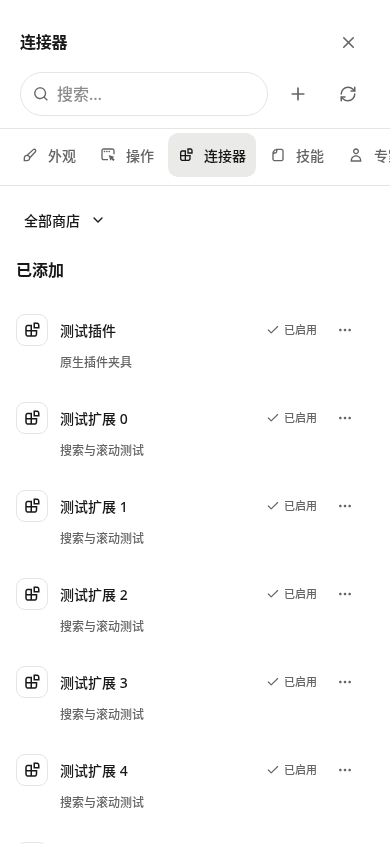 连接器
搜索...
外观 操作 连接器 技能
全部商店
已添加
测试插件 已启用
原生插件夹具
测试扩展 0 已启用
搜索与滚动测试
测试扩展 1 已启用
搜索与滚动测试
测试扩展 2 已启用
搜索与滚动测试
测试扩展 3 已启用
搜索与滚动测试
测试扩展 4 已启用
搜索与滚动测试